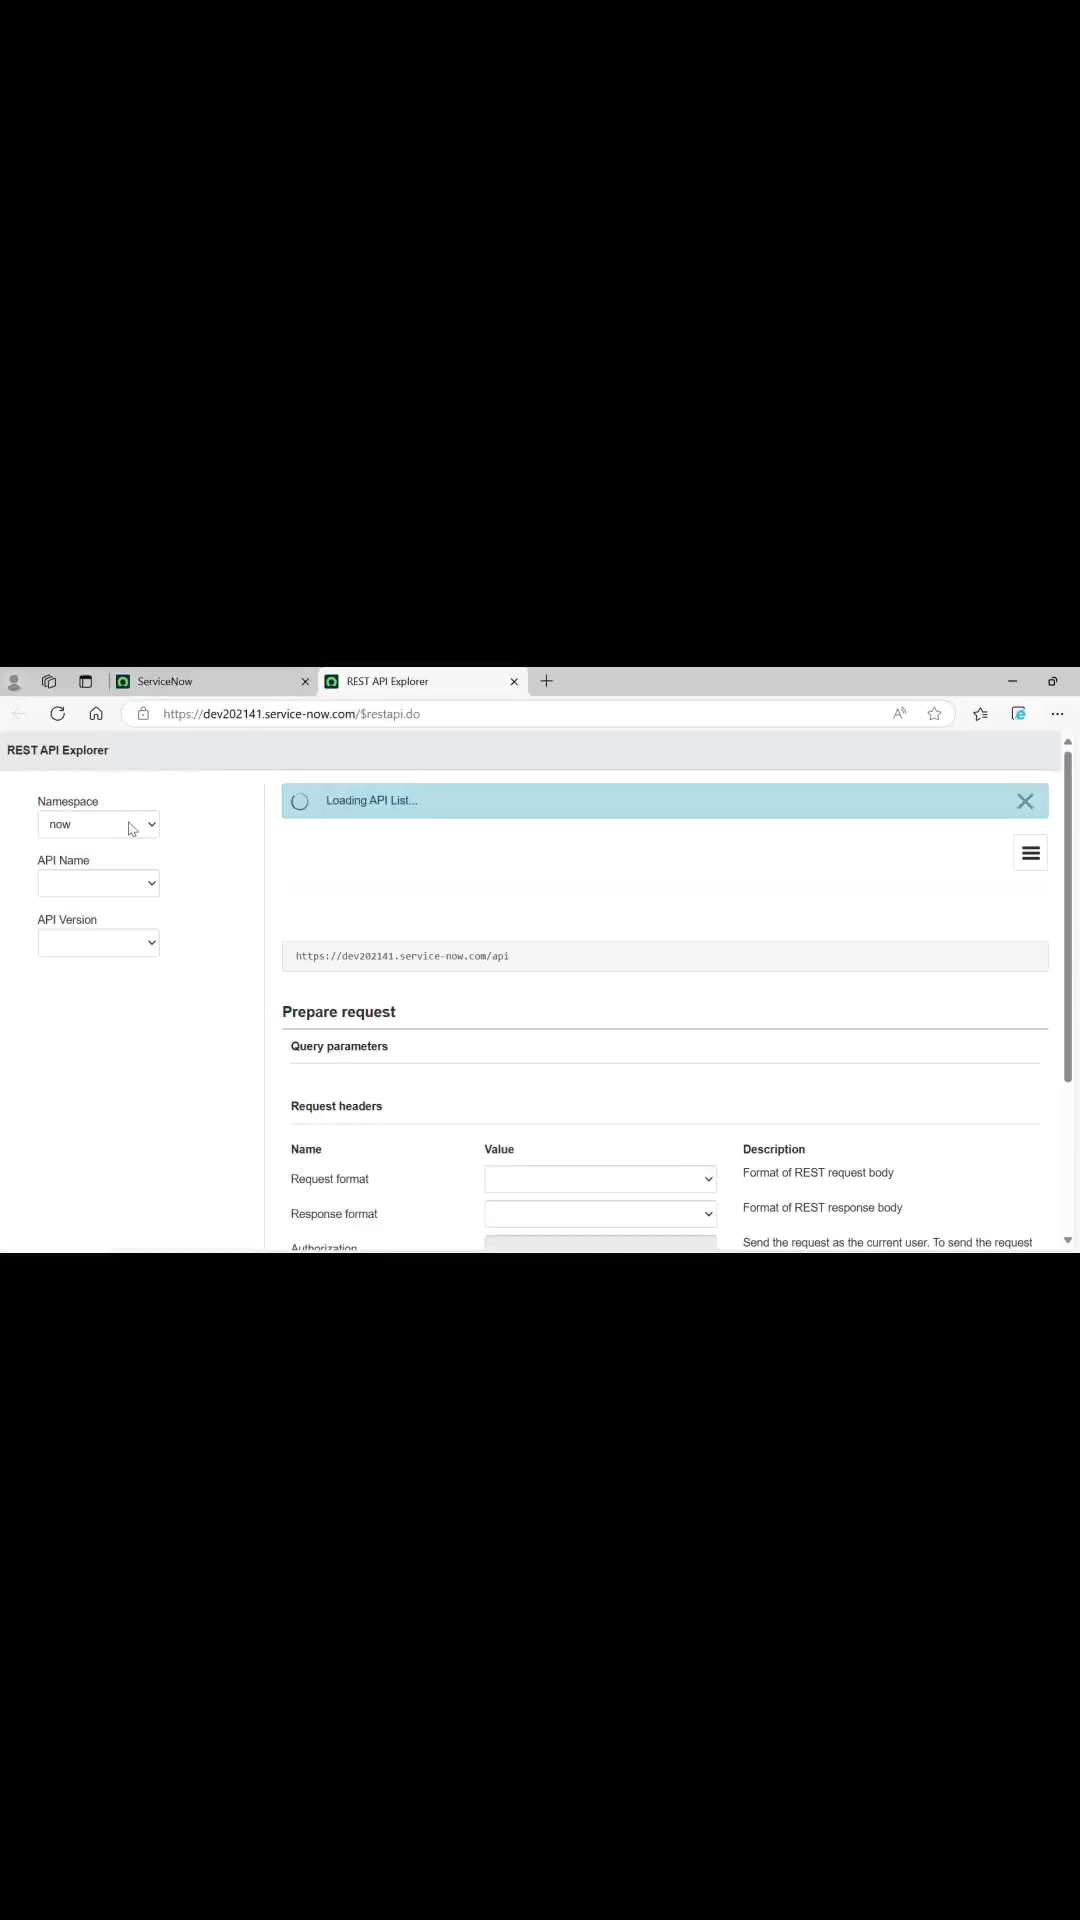 ServiceNow
REST API Explorer
https://dev202141.service-now.com/$restapi.do
REST API Explorer
Namespace
now
API Name
API Version
Loading API List...
https://dev202141.service-now.com/api
Prepare request
Query parameters
Request headers
Name Value Description
Request format Format of REST request body
Response format Format of REST response body
Authorization Send the request as the current user. To send the request